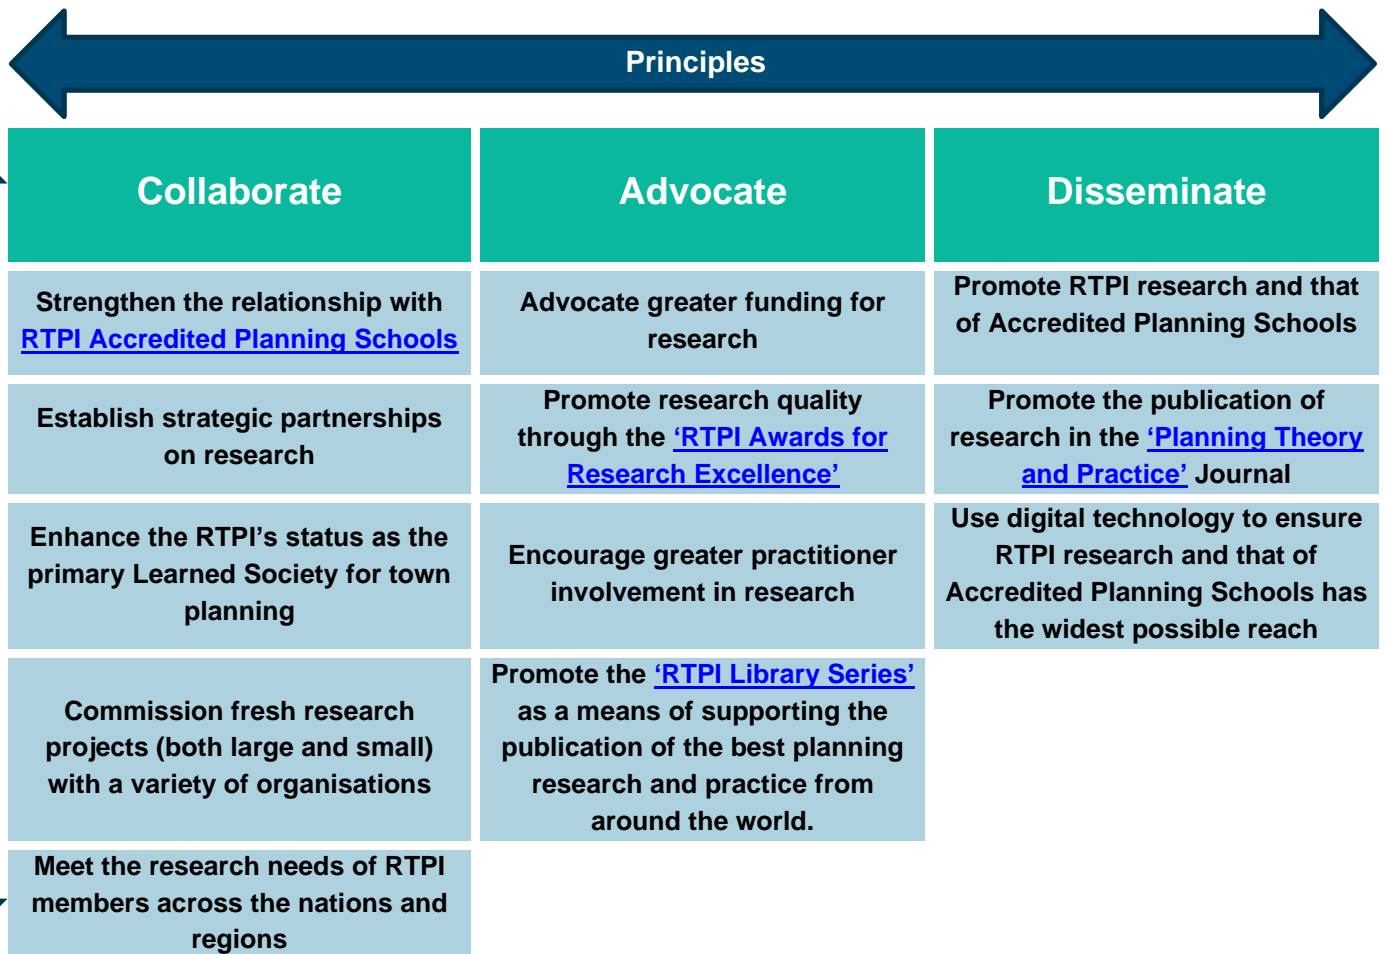 Principles
Collaborate
Advocate
Disseminate
Strengthen the relationship with
RTPI Accredited Planning Schools
Advocate greater funding for
research
Promote RTPI research and that
of Accredited Planning Schools
Establish strategic partnerships
on research
Promote research quality
through the ‘RTPI Awards for
Research Excellence’
Promote the publication of
research in the ‘Planning Theory
and Practice’ Journal
Enhance the RTPI’s status as the
primary Learned Society for town
planning
Encourage greater practitioner
involvement in research
Use digital technology to ensure
RTPI research and that of
Accredited Planning Schools has
the widest possible reach
Commission fresh research
projects (both large and small)
with a variety of organisations
Promote the ‘RTPI Library Series’
as a means of supporting the
publication of the best planning
research and practice from
around the world.
Meet the research needs of RTPI
members across the nations and
regions